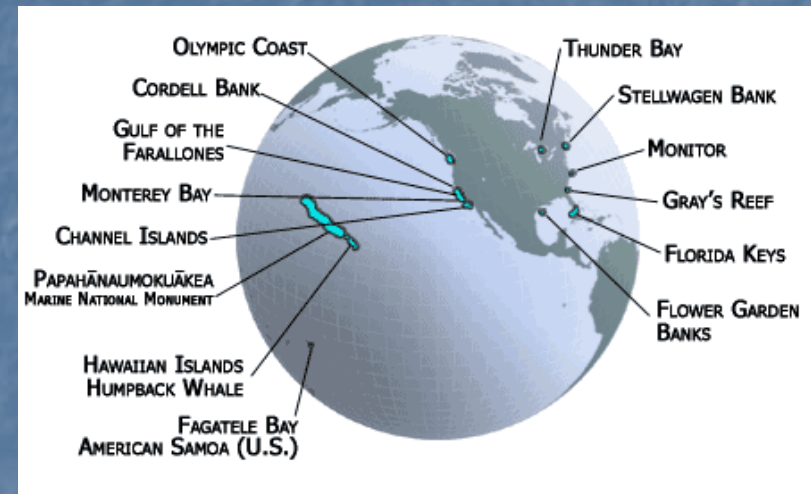 Olympic Coast
Cordell Bank
Gulf of the
Farallones
Monterey Bay
Channel Islands
Papahānaumokuākea
Marine National Monument
Hawaiian Islands
Humpback Whale
Fagatele Bay
American Samoa (U.S.)
Thunder Bay
Stellwagen Bank
Monitor
Gray's Reef
Florida Keys
Flower Garden
Banks